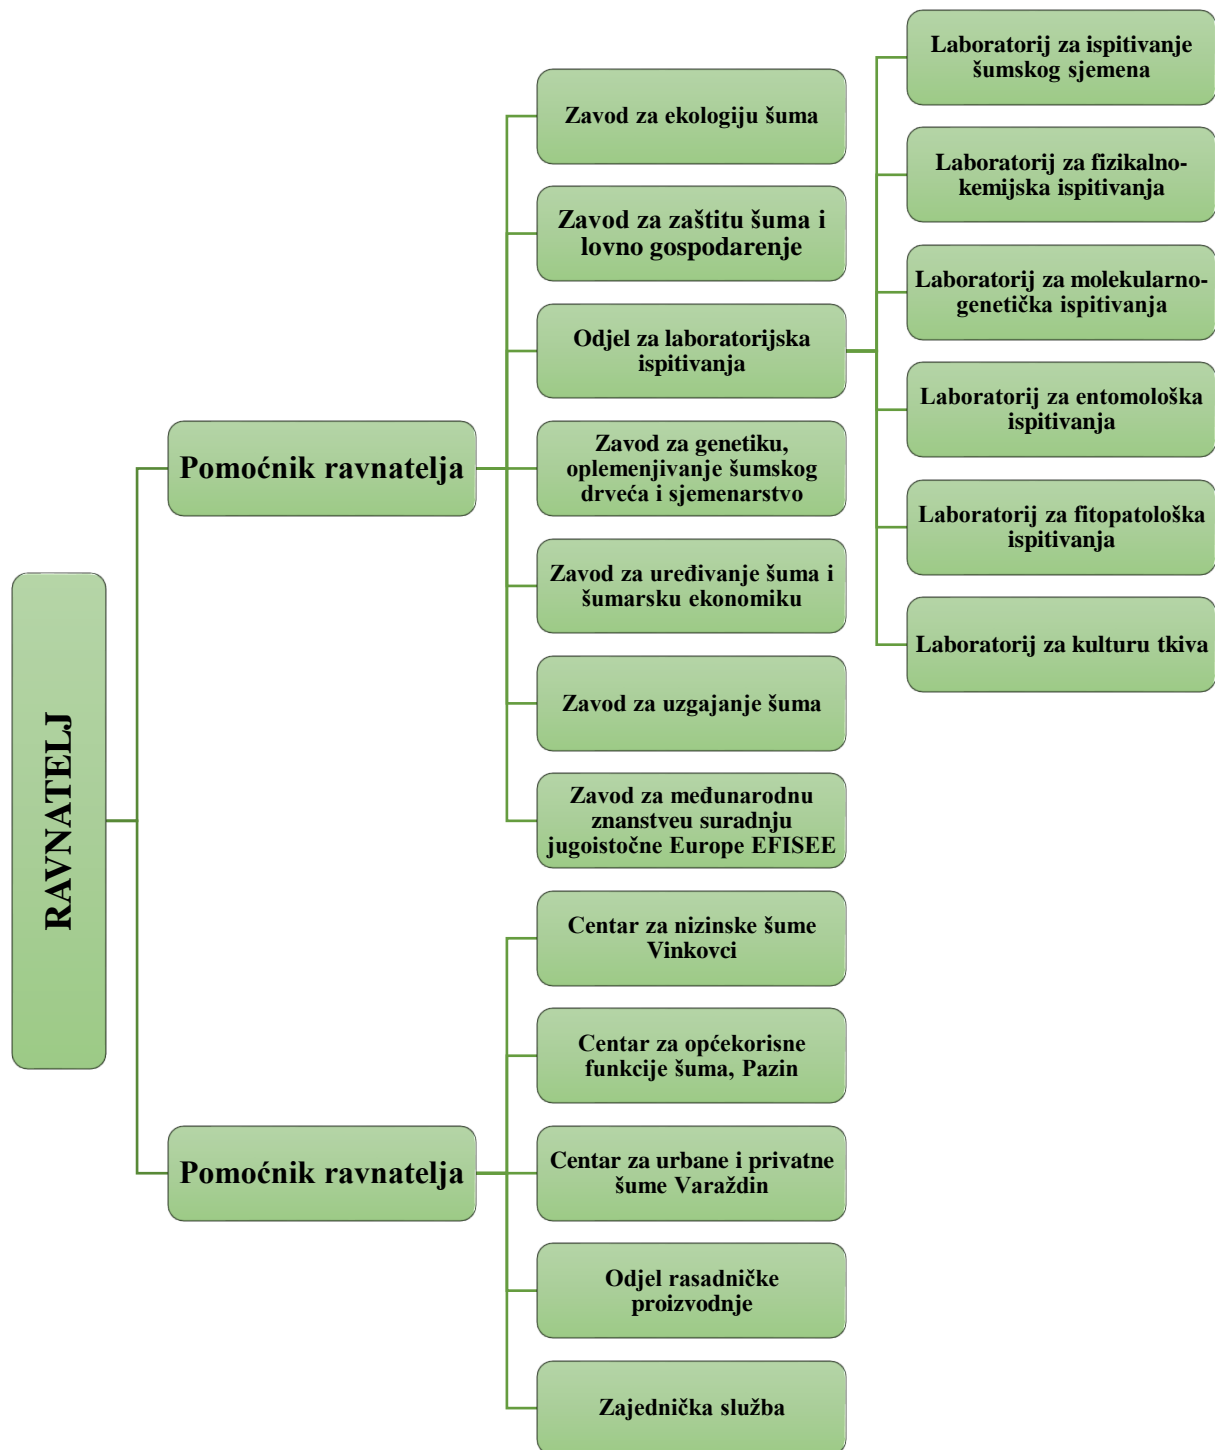 RAVNATELJ
Pomoćnik ravnatelja
Zavod za ekologiju šuma
Zavod za zaštitu šuma i
lovno gospodarenje
Odjel za laboratorijska
ispitivanja
Laboratorij za ispitivanje
šumskog sjemena
Laboratorij za fizikalno-
kemijska ispitivanja
Laboratorij za molekularno-
genetička ispitivanja
Laboratorij za entomološka
ispitivanja
Laboratorij za fitopatološka
ispitivanja
Laboratorij za kulturu tkiva
Zavod za genetiku,
oplemenjivanje šumskog
drveća i sjemenarstvo
Zavod za uređivanje šuma i
šumarsku ekonomiku
Zavod za uzgajanje šuma
Zavod za međunarodnu
znanstveu suradnju
jugoistočne Europe EFISEE
Pomoćnik ravnatelja
Centar za nizinske šume
Vinkovci
Centar za općekorisne
funkcije šuma, Pazin
Centar za urbane i privatne
šume Varaždin
Odjel rasadničke
proizvodnje
Zajednička služba